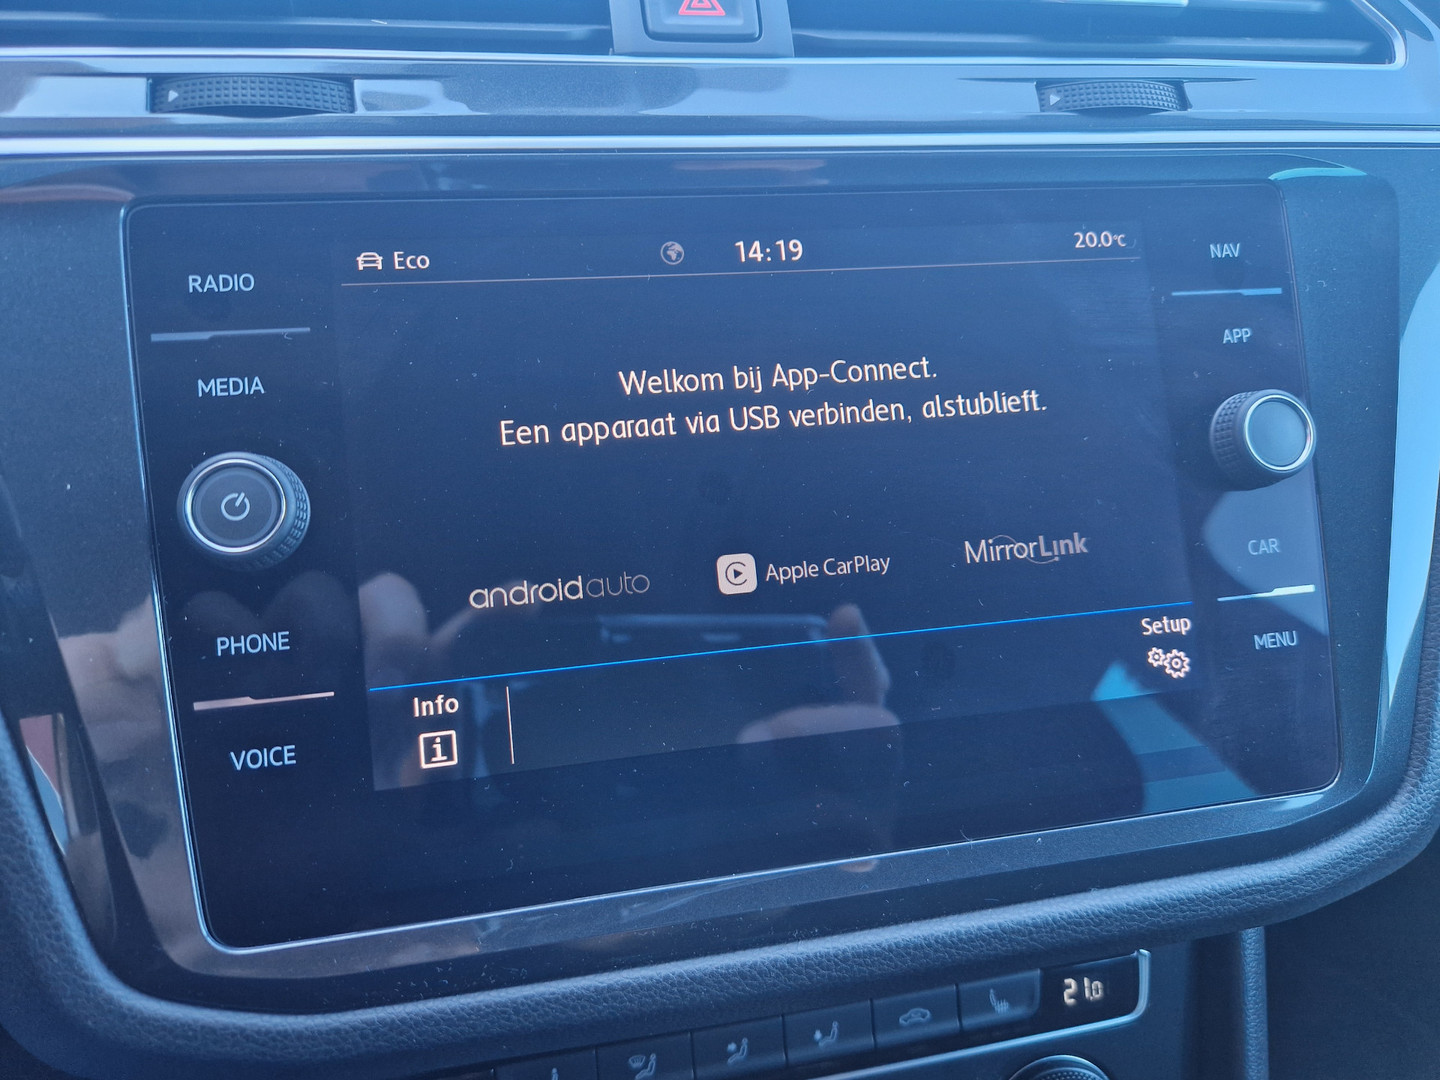 RADIO
MEDIA
PHONE
VOICE
Eco
14:19
20.0°C
Welkom bij App-Connect.
Een apparaat via USB verbinden, alstublieft.
androidauto
Apple CarPlay
MirrorLink
Info
i
Setup
NAV
APP
CAR
MENU
21.0